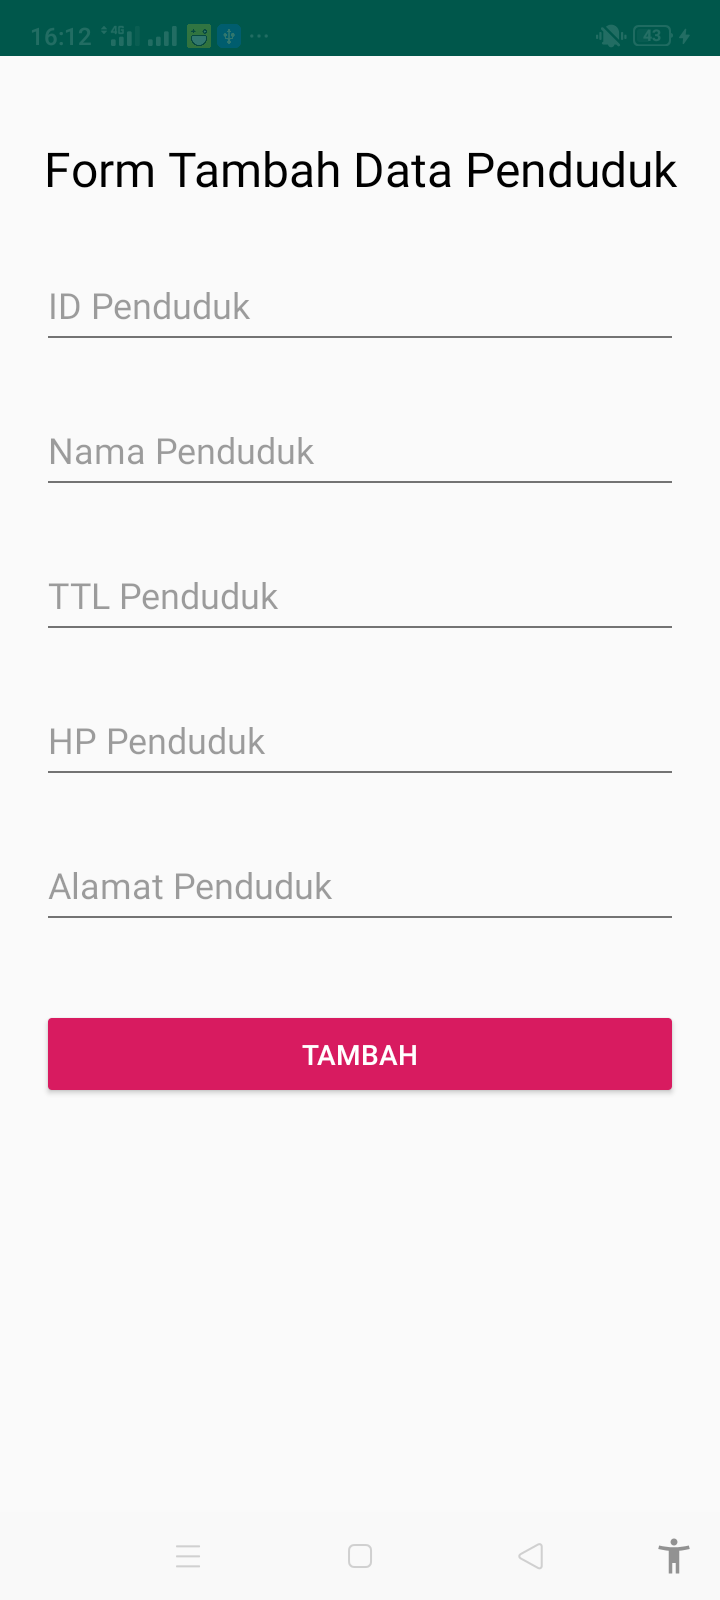 16:12 4G 43
Form Tambah Data Penduduk
ID Penduduk
Nama Penduduk
TTL Penduduk
HP Penduduk
Alamat Penduduk
TAMBAH